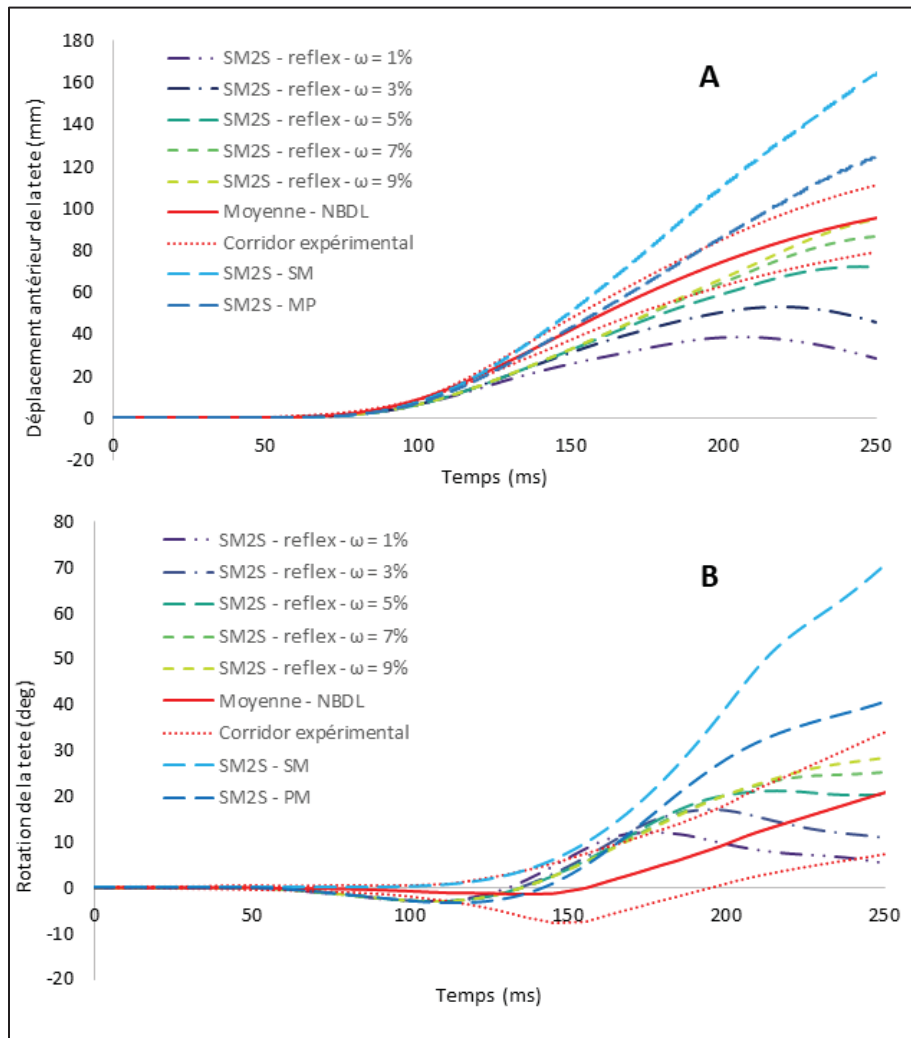 180
160
140
120
100
80
60
40
20
0
-20
Déplacement antérieur de la tete (mm)
SM2S - reflex - ω = 1%
SM2S - reflex - ω = 3%
SM2S - reflex - ω = 5%
SM2S - reflex - ω = 7%
SM2S - reflex - ω = 9%
Moyenne - NBDL
Corridor expérimental
SM2S - SM
SM2S - MP
A
0 50 100 150 200 250
Temps (ms)
80
70
60
50
40
30
20
10
0
-10
-20
Rotation de la tete (deg)
SM2S - reflex - ω = 1%
SM2S - reflex - ω = 3%
SM2S - reflex - ω = 5%
SM2S - reflex - ω = 7%
SM2S - reflex - ω = 9%
Moyenne - NBDL
Corridor expérimental
SM2S - SM
SM2S - PM
B
0 50 100 150 200 250
Temps (ms)